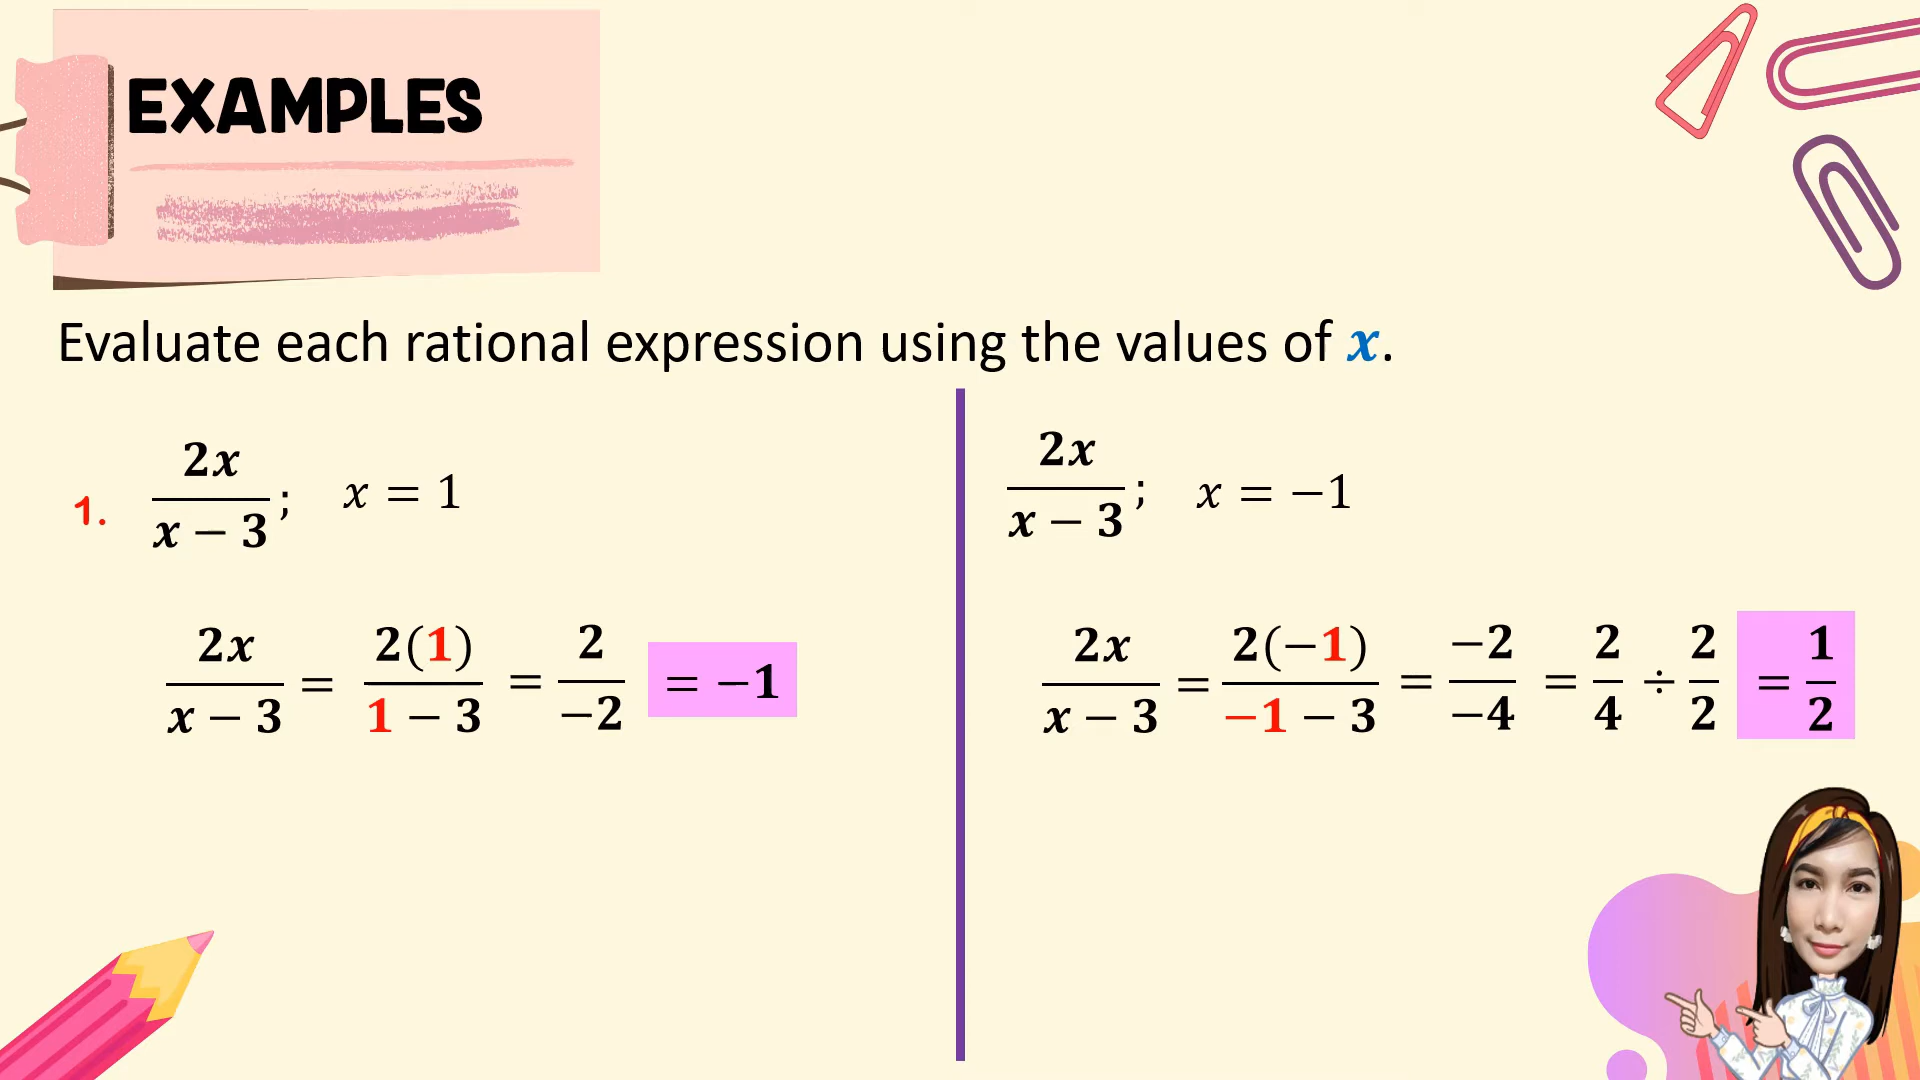 EXAMPLES
Evaluate each rational expression using the values of x.
1. 2x/(x − 3); x = 1
2x/(x − 3) = 2(1)/(1 − 3) = 2/−2 = −1
2x/(x − 3); x = −1
2x/(x − 3) = 2(−1)/(−1 − 3) = −2/−4 = 2/4 ÷ 2/2 = 1/2